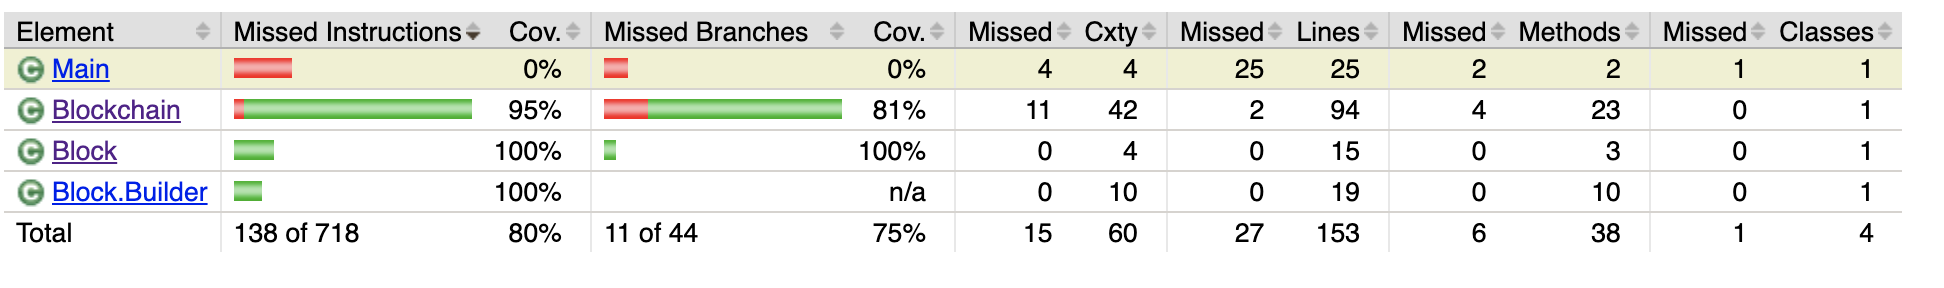 Element Missed Instructions Cov. Missed Branches Cov. Missed Cxty Missed Lines Missed Methods Missed Classes
C Main 0% 0% 4 4 25 25 2 2 1 1
C Blockchain 95% 81% 11 42 2 94 4 23 0 1
C Block 100% 100% 0 4 0 15 0 3 0 1
C Block.Builder 100% n/a 0 10 0 19 0 10 0 1
Total 138 of 718 80% 11 of 44 75% 15 60 27 153 6 38 1 4